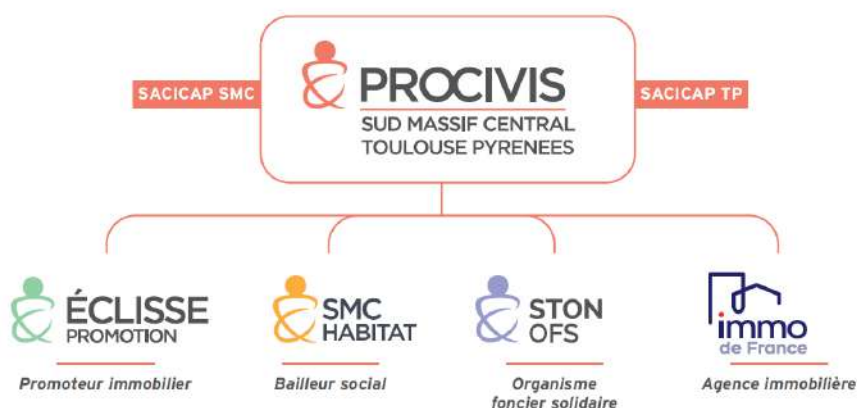 SACICAP SMC
PROCIVIS
SACICAP TP
SUD MASSIF CENTRAL
TOULOUSE PYRENEES
ÉCLISSE
PROMOTION
SMC
HABITAT
STON
OFS
immo
de France
Promoteur immobilier
Bailleur social
Organisme
foncier solidaire
Agence immobilière